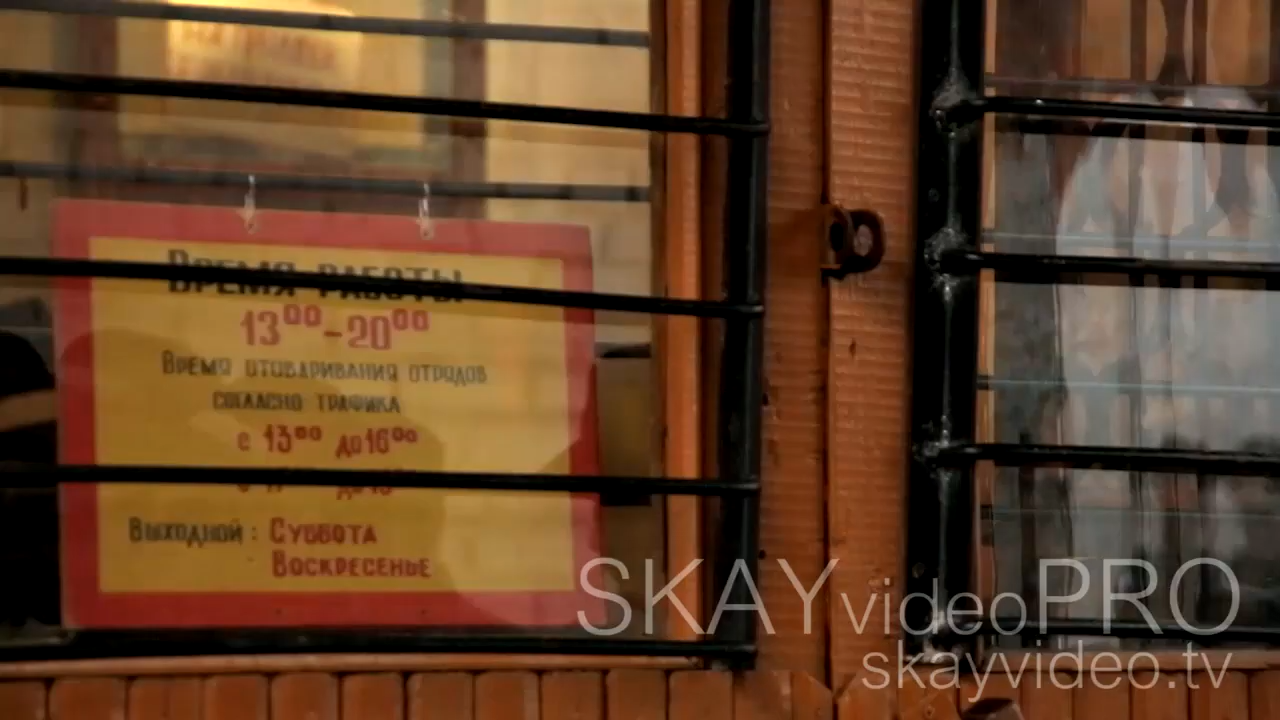 Время работы
13⁰⁰-20⁰⁰
Время отоваривания отрядов
согласно графика
с 13⁰⁰ до 16⁰⁰
Выходной: Суббота
Воскресенье
SKAYvideoPRO
skayvideo.tv